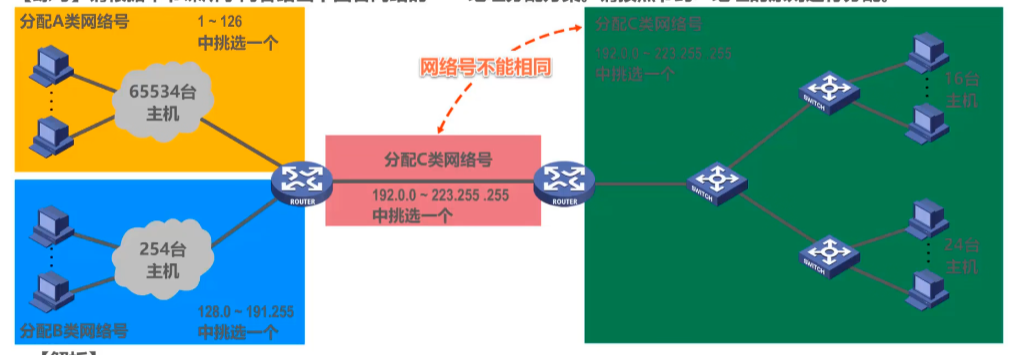 分配A类网络号
1 ~ 126
中挑选一个
65534台
主机
网络号不能相同
分配C类网络号
192.0.0 ~ 223.255 .255
中挑选一个
16台
主机
SWITCH
分配C类网络号
192.0.0 ~ 223.255 .255
中挑选一个
ROUTER
ROUTER
SWITCH
254台
主机
24台
主机
SWITCH
128.0 ~ 191.255
中挑选一个
分配B类网络号